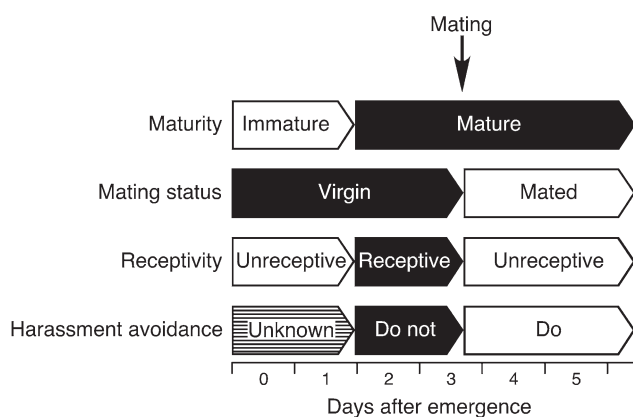 Mating
Maturity Immature Mature
Mating status Virgin Mated
Receptivity Unreceptive Receptive Unreceptive
Harassment avoidance Unknown Do not Do
0 1 2 3 4 5
Days after emergence